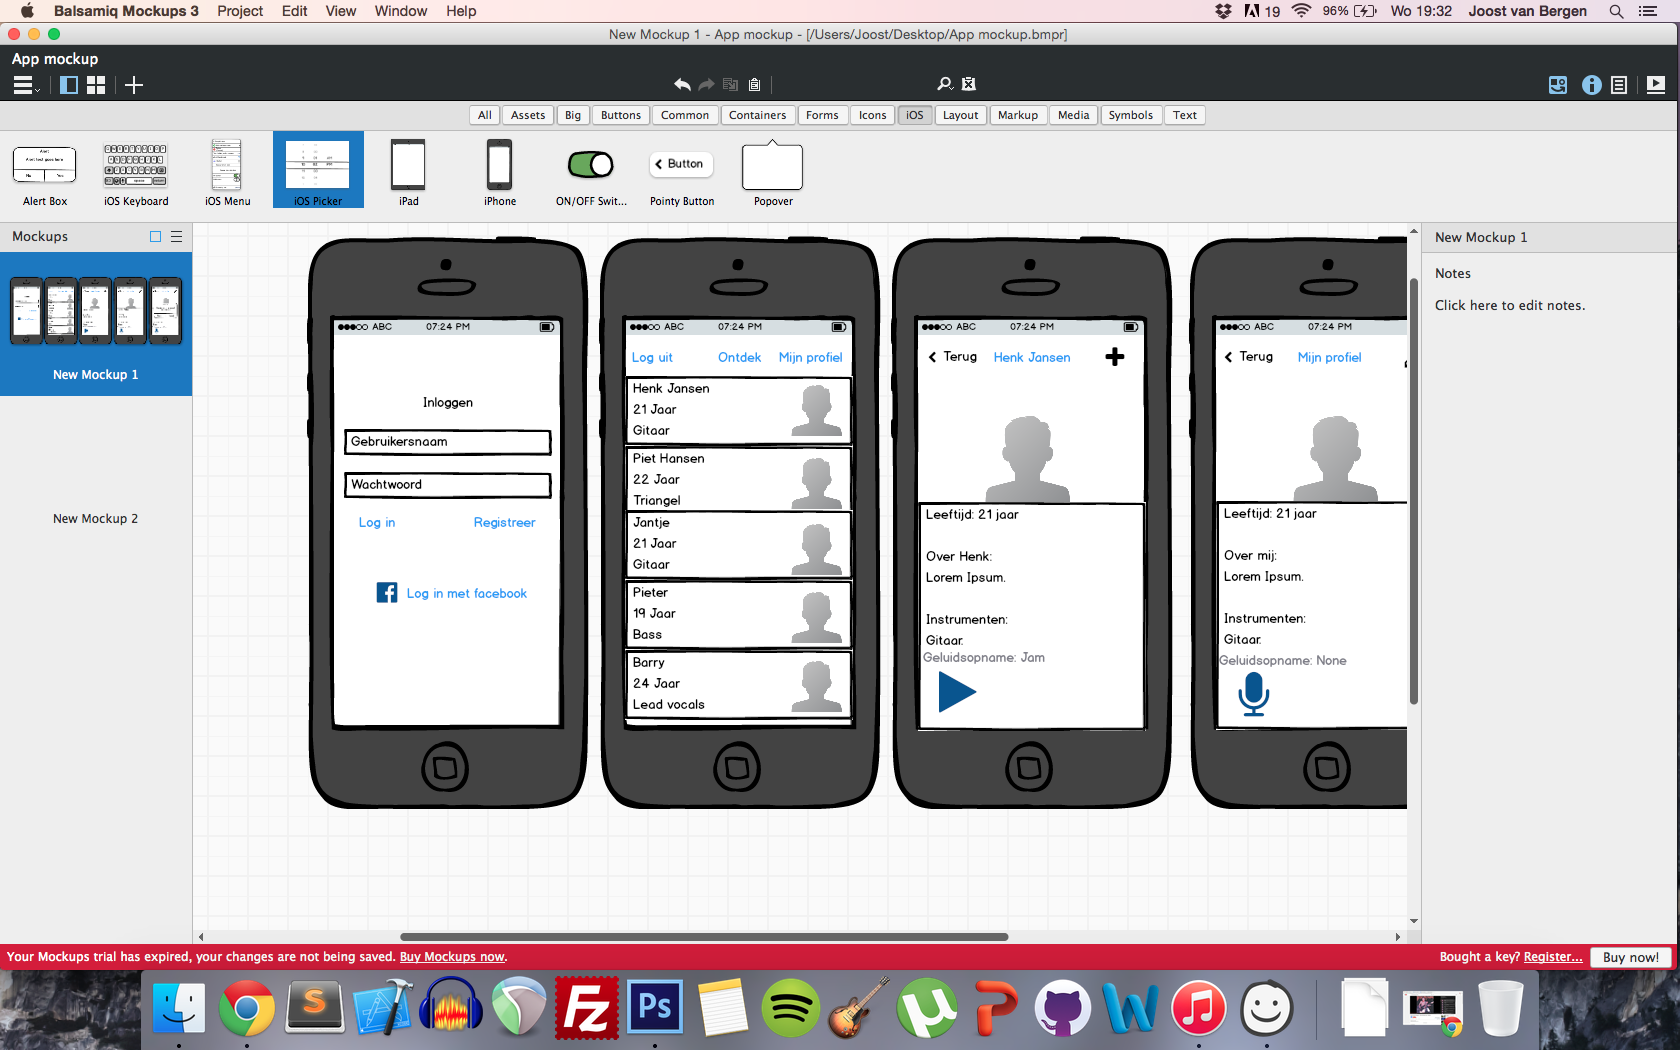 Balsamiq Mockups 3 Project Edit View Window Help 19 96% Wo 19:32 Joost van Bergen
New Mockup 1 - App mockup - [/Users/Joost/Desktop/App mockup.bmpr]
App mockup
All Assets Big Buttons Common Containers Forms Icons iOS Layout Markup Media Symbols Text
Button
Alert Box iOS Keyboard iOS Menu iOS Picker iPad iPhone ON/OFF Swit... Pointy Button Popover
Mockups
New Mockup 1
New Mockup 2
ABC 07:24 PM
Inloggen
Gebruikersnaam
Wachtwoord
Log in Registreer
Log in met facebook
ABC 07:24 PM
Log uit Ontdek Mijn profiel
Henk Jansen
21 Jaar
Gitaar
Piet Hansen
22 Jaar
Triangel
Jantje
21 Jaar
Gitaar
Pieter
19 Jaar
Bass
Barry
24 Jaar
Lead vocals
ABC 07:24 PM
Terug Henk Jansen
Leeftijd: 21 jaar
Over Henk:
Lorem Ipsum.
Instrumenten:
Gitaar.
Geluidsopname: Jam
ABC 07:24 PM
Terug Mijn profiel
Leeftijd: 21 jaar
Over mij:
Lorem Ipsum.
Instrumenten:
Gitaar.
Geluidsopname: None
New Mockup 1
Notes
Click here to edit notes.
Your Mockups trial has expired, your changes are not being saved. Buy Mockups now.
Bought a key? Register... Buy now!
S Fz Ps µ P W